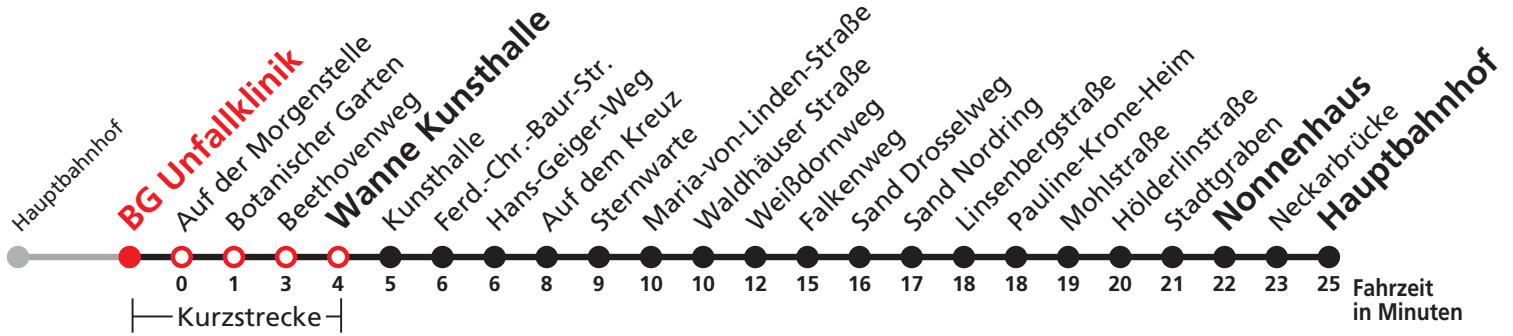 Hauptbahnhof
BG Unfallklinik
Auf der Morgenstelle
Botanischer Garten
Beethovenweg
Wanne Kunsthalle
Kunsthalle
Ferd.-Chr.-Baur-Str.
Hans-Geiger-Weg
Auf dem Kreuz
Sternwarte
Maria-von-Linden-Straße
Waldhäuser Straße
Weißdornweg
Falkenweg
Sand Drosselweg
Sand Nordring
Linsenbergstraße
Pauline-Krone-Heim
Mohlstraße
Hölderlinstraße
Stadtgraben
Nonnenhaus
Neckarbrücke
Hauptbahnhof
0 1 3 4 5 6 6 8 9 10 10 12 15 16 17 18 18 19 20 21 22 23 25
Fahrzeit
in Minuten
Kurzstrecke